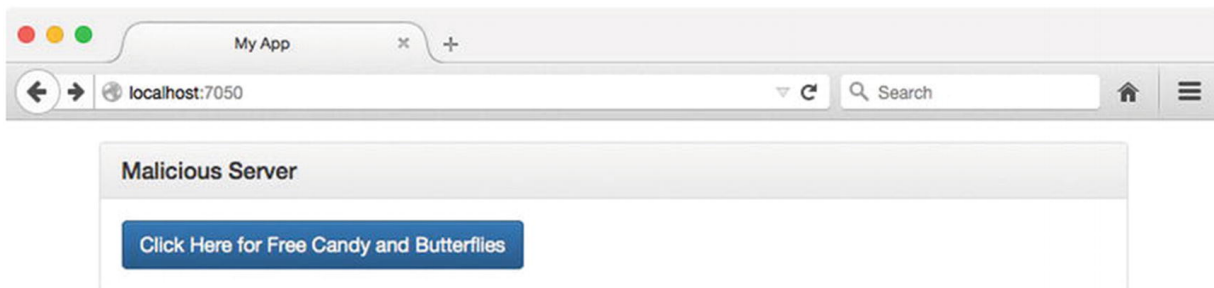 My App
localhost:7050
Search
Malicious Server
Click Here for Free Candy and Butterflies